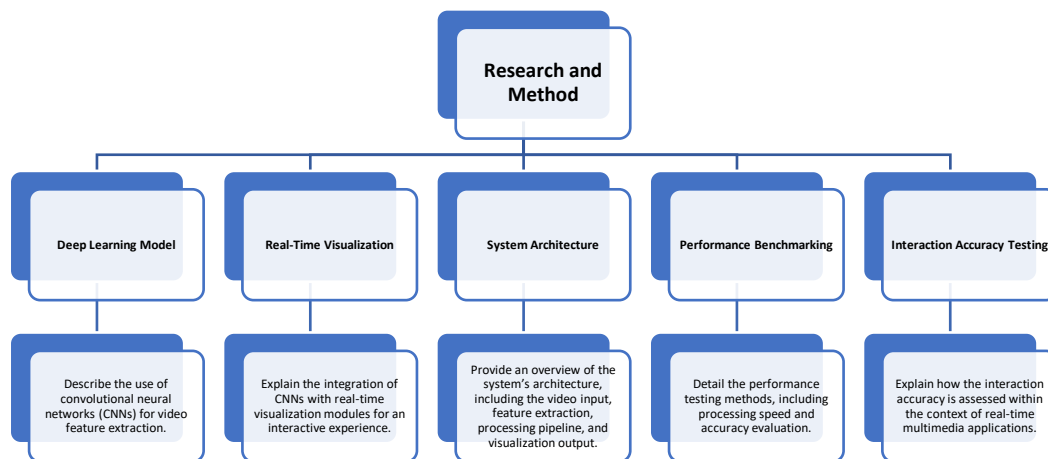 Research and
Method
Deep Learning Model
Real-Time Visualization
System Architecture
Performance Benchmarking
Interaction Accuracy Testing
Describe the use of
convolutional neural
networks (CNNs) for video
feature extraction.
Explain the integration of
CNNs with real-time
visualization modules for an
interactive experience.
Provide an overview of the
system’s architecture,
including the video input,
feature extraction,
processing pipeline, and
visualization output.
Detail the performance
testing methods, including
processing speed and
accuracy evaluation.
Explain how the interaction
accuracy is assessed within
the context of real-time
multimedia applications.